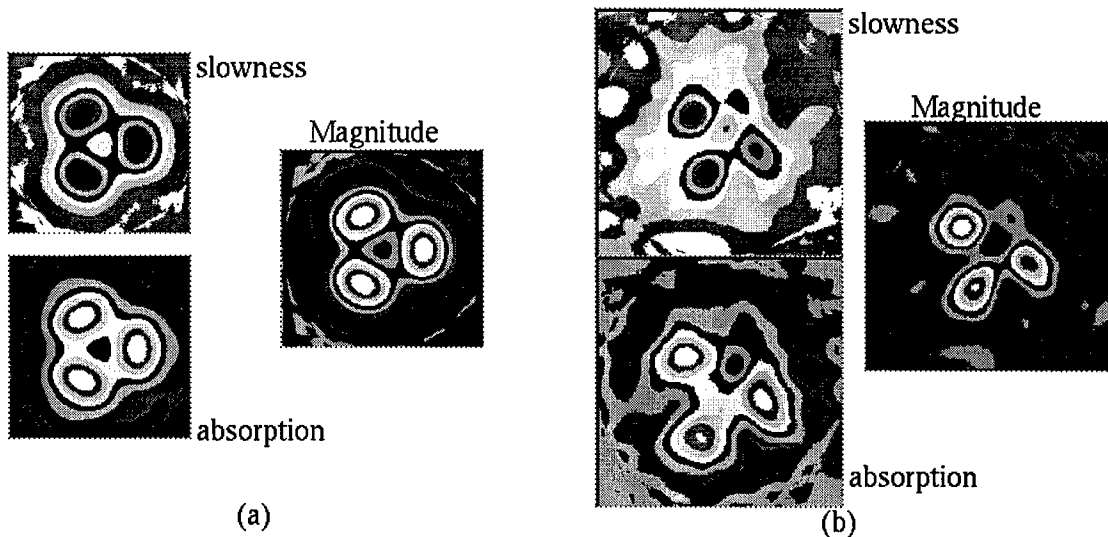 slowness
Magnitude
absorption
(a)
slowness
Magnitude
absorption
(b)